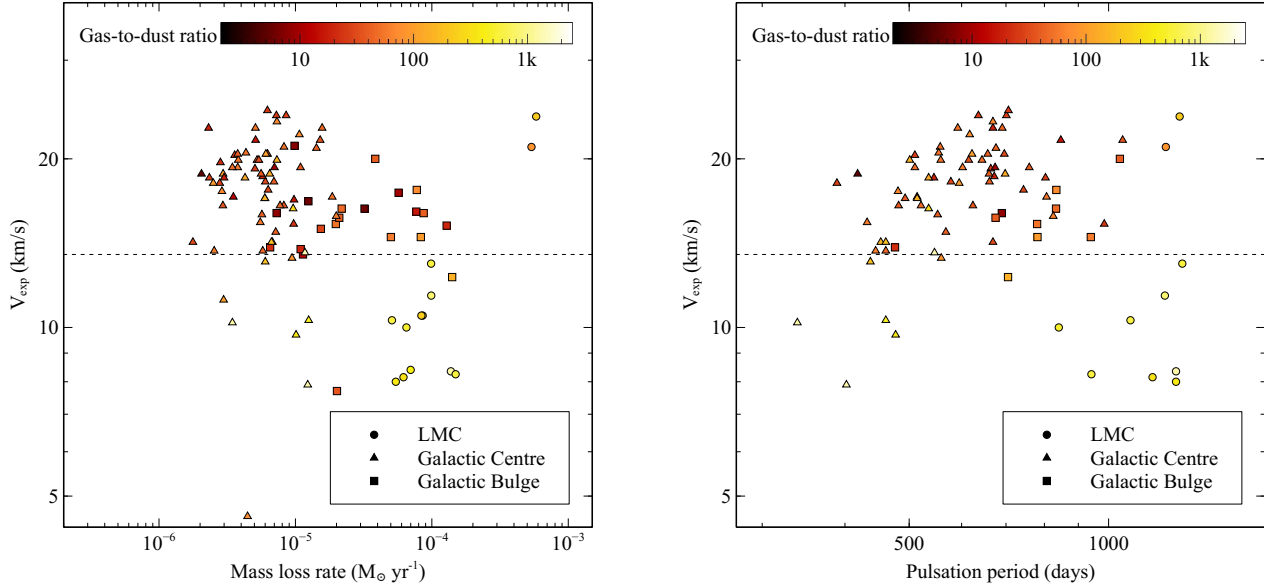 Gas-to-dust ratio
10 100 1k
20
10
5
V_exp (km/s)
LMC
Galactic Centre
Galactic Bulge
10⁻⁶ 10⁻⁵ 10⁻⁴ 10⁻³
Mass loss rate (M☉ yr⁻¹)
Gas-to-dust ratio
10 100 1k
20
10
5
V_exp (km/s)
LMC
Galactic Centre
Galactic Bulge
500 1000
Pulsation period (days)